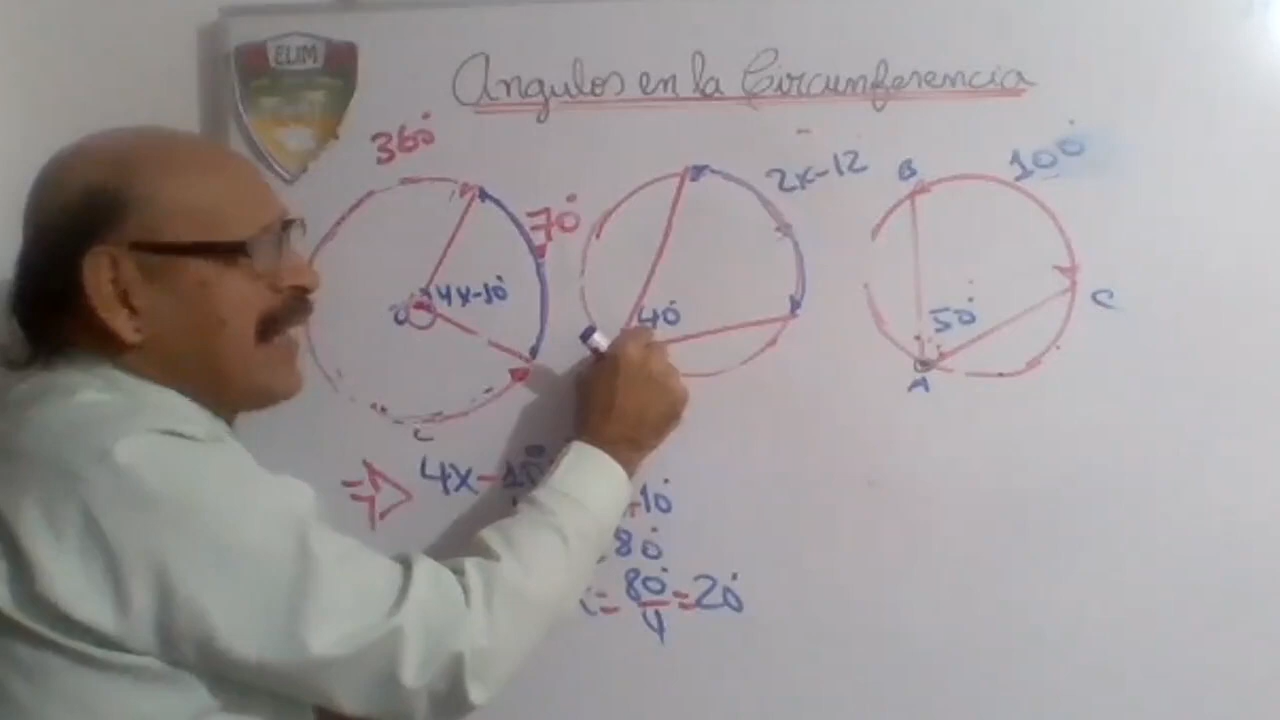 ELIM
Angulos en la Circunferencia
360°
70°
4x-10°
O
C
2x-12
40°
B
100°
50°
C
A
4x-10°
+10°
80°
= 80°/4 = 20°